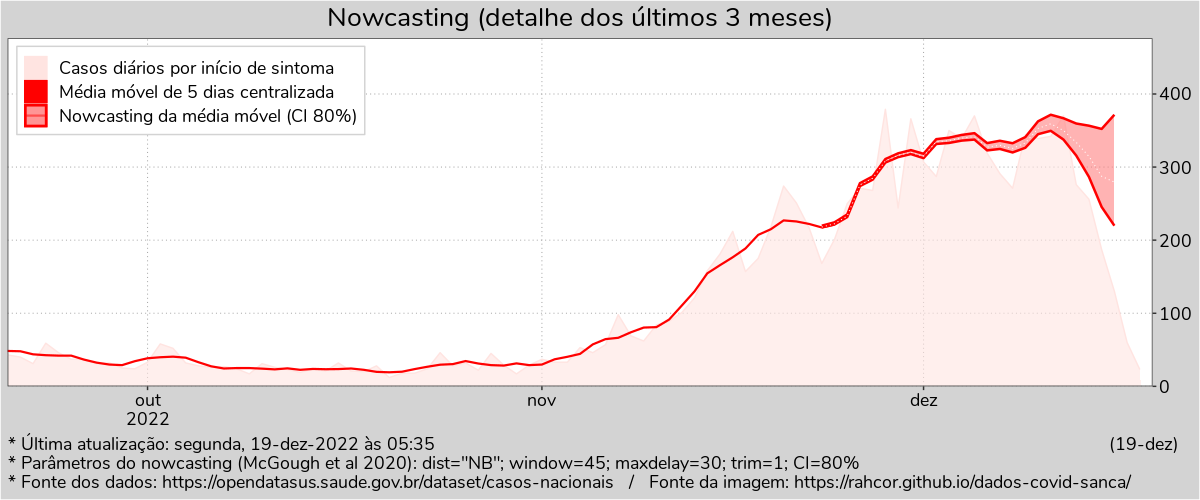 Nowcasting (detalhe dos últimos 3 meses)
Casos diários por início de sintoma
Média móvel de 5 dias centralizada
Nowcasting da média móvel (CI 80%)
400
300
200
100
0
out
2022
nov
dez
* Última atualização: segunda, 19-dez-2022 às 05:35
(19-dez)
* Parâmetros do nowcasting (McGough et al 2020): dist="NB"; window=45; maxdelay=30; trim=1; CI=80%
* Fonte dos dados: https://opendatasus.saude.gov.br/dataset/casos-nacionais / Fonte da imagem: https://rahcor.github.io/dados-covid-sanca/